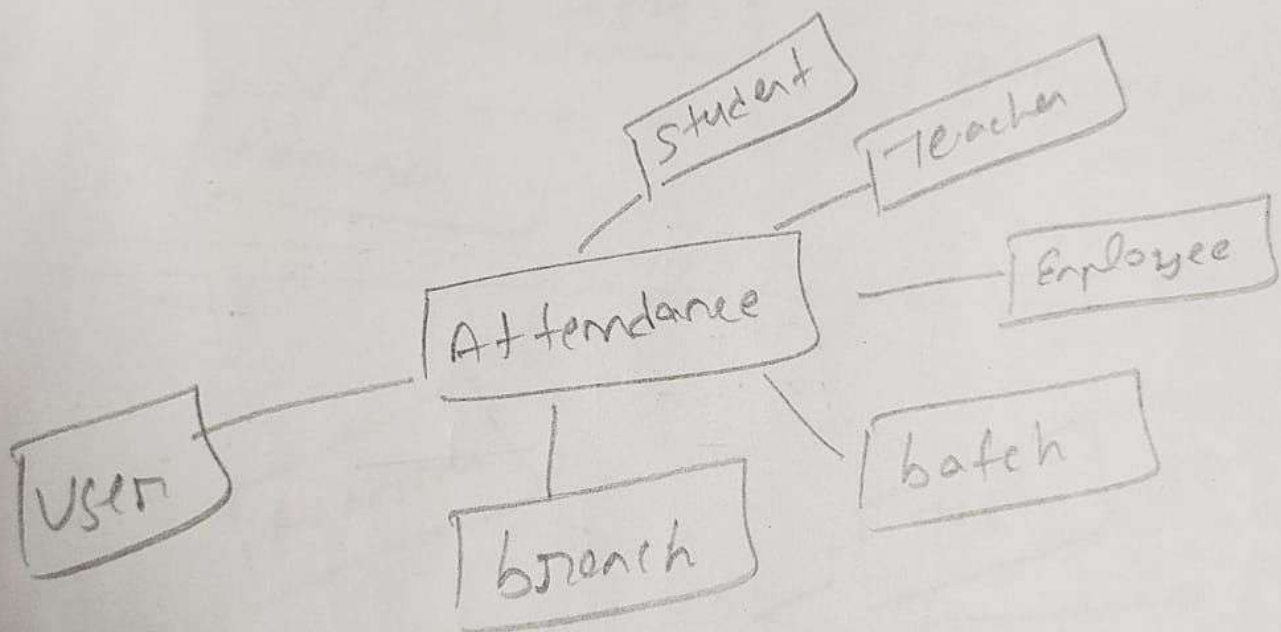 Student
Teacher
Employee
Attendance
batch
User
branch